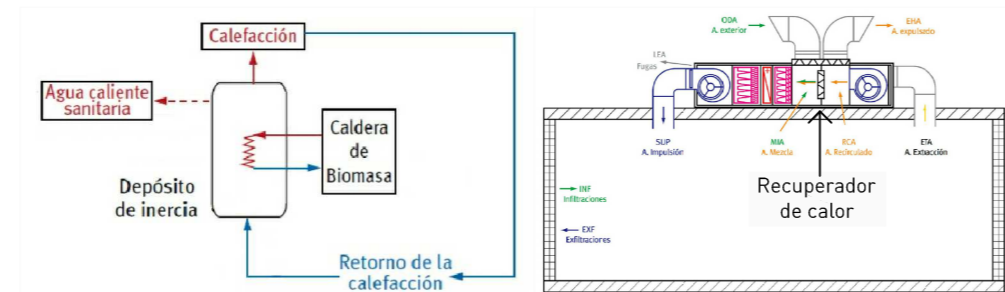 Calefacción
Agua caliente
sanitaria
Caldera
de
Biomasa
Depósito
de inercia
Retorno de la
calefacción
ODA
A. exterior
EHA
A. expulsado
LEA
Fugas
SUP
A. Impulsión
MIA
A. Mezcla
RCA
A. Recirculado
ETA
A. Extracción
Recuperador
de calor
INF
Infiltraciones
EXF
Exfiltraciones